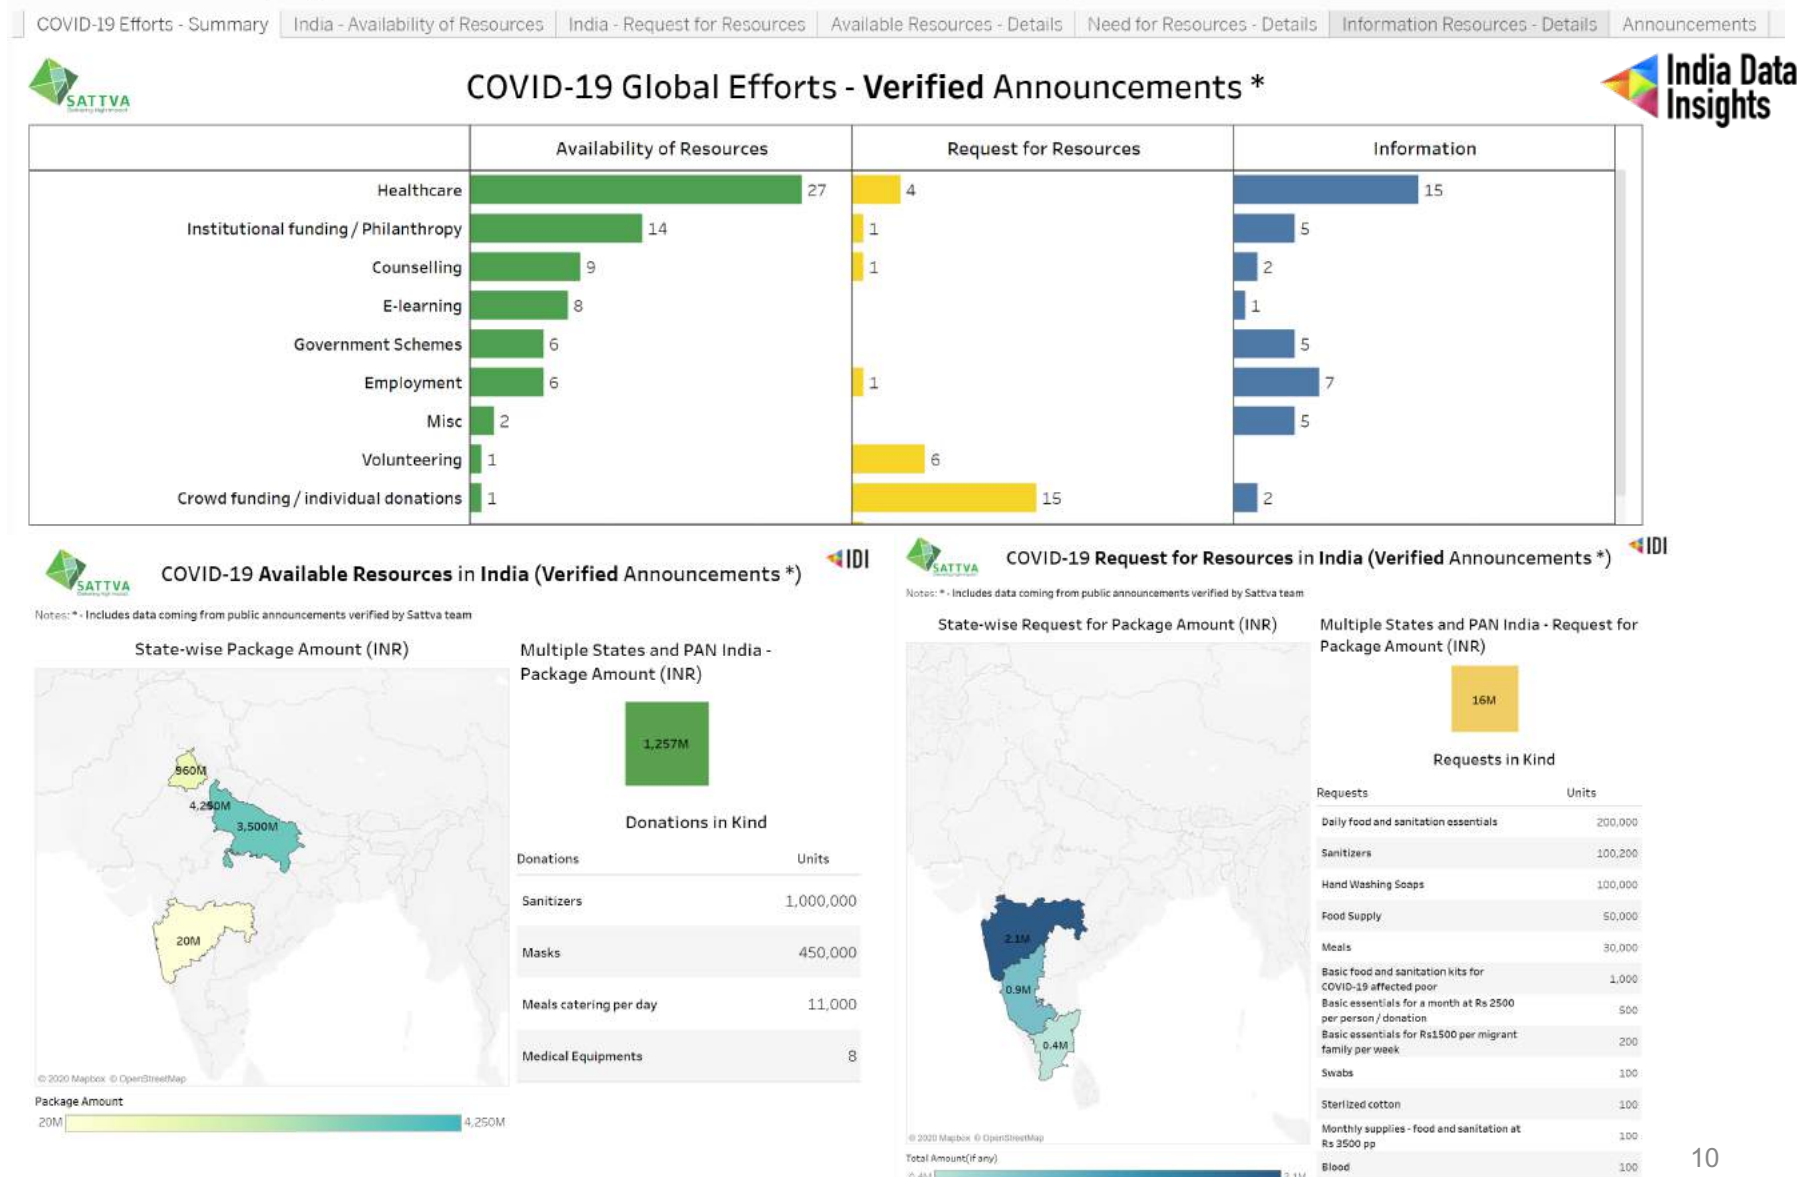 COVID-19 Efforts - Summary
India - Availability of Resources
India - Request for Resources
Available Resources - Details
Need for Resources - Details
Information Resources - Details
Announcements
SATTVA
COVID-19 Global Efforts - Verified Announcements *
India Data
Insights
Availability of Resources
Request for Resources
Information
Healthcare 27 4 15
Institutional funding / Philanthropy 14 1 5
Counselling 9 1 2
E-learning 8 1
Government Schemes 6 5
Employment 6 1 7
Misc 2 5
Volunteering 1 6
Crowd funding / individual donations 1 15 2
SATTVA
COVID-19 Available Resources in India (Verified Announcements *)
IDI
Notes: * - Includes data coming from public announcements verified by Sattva team
State-wise Package Amount (INR)
960M
4,250M
3,500M
20M
© 2020 Mapbox © OpenStreetMap
Package Amount
20M 4,250M
Multiple States and PAN India -
Package Amount (INR)
1,257M
Donations in Kind
Donations Units
Sanitizers 1,000,000
Masks 450,000
Meals catering per day 11,000
Medical Equipments 8
SATTVA
COVID-19 Request for Resources in India (Verified Announcements *)
IDI
Notes: * - Includes data coming from public announcements verified by Sattva team
State-wise Request for Package Amount (INR)
2.1M
0.9M
0.4M
© 2020 Mapbox © OpenStreetMap
Total Amount(if any)
Multiple States and PAN India - Request for
Package Amount (INR)
16M
Requests in Kind
Requests Units
Daily food and sanitation essentials 200,000
Sanitizers 100,200
Hand Washing Soaps 100,000
Food Supply 50,000
Meals 30,000
Basic food and sanitation kits for
COVID-19 affected poor 1,000
Basic essentials for a month at Rs 2500
per person / donation 500
Basic essentials for Rs1500 per migrant
family per week 200
Swabs 100
Sterlized cotton 100
Monthly supplies - food and sanitation at
Rs 3500 pp 100
Blood 100
10